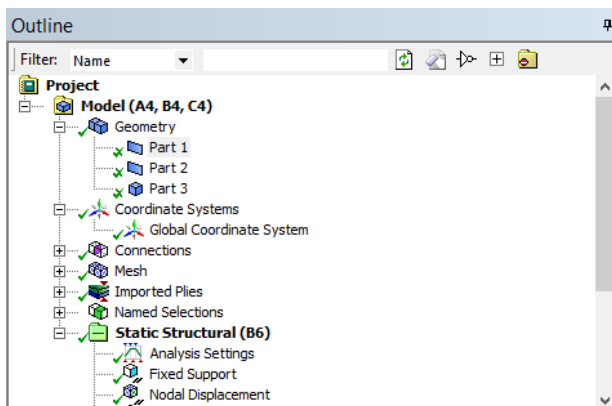 Outline
Filter: Name
Project
Model (A4, B4, C4)
Geometry
Part 1
Part 2
Part 3
Coordinate Systems
Global Coordinate System
Connections
Mesh
Imported Plies
Named Selections
Static Structural (B6)
Analysis Settings
Fixed Support
Nodal Displacement